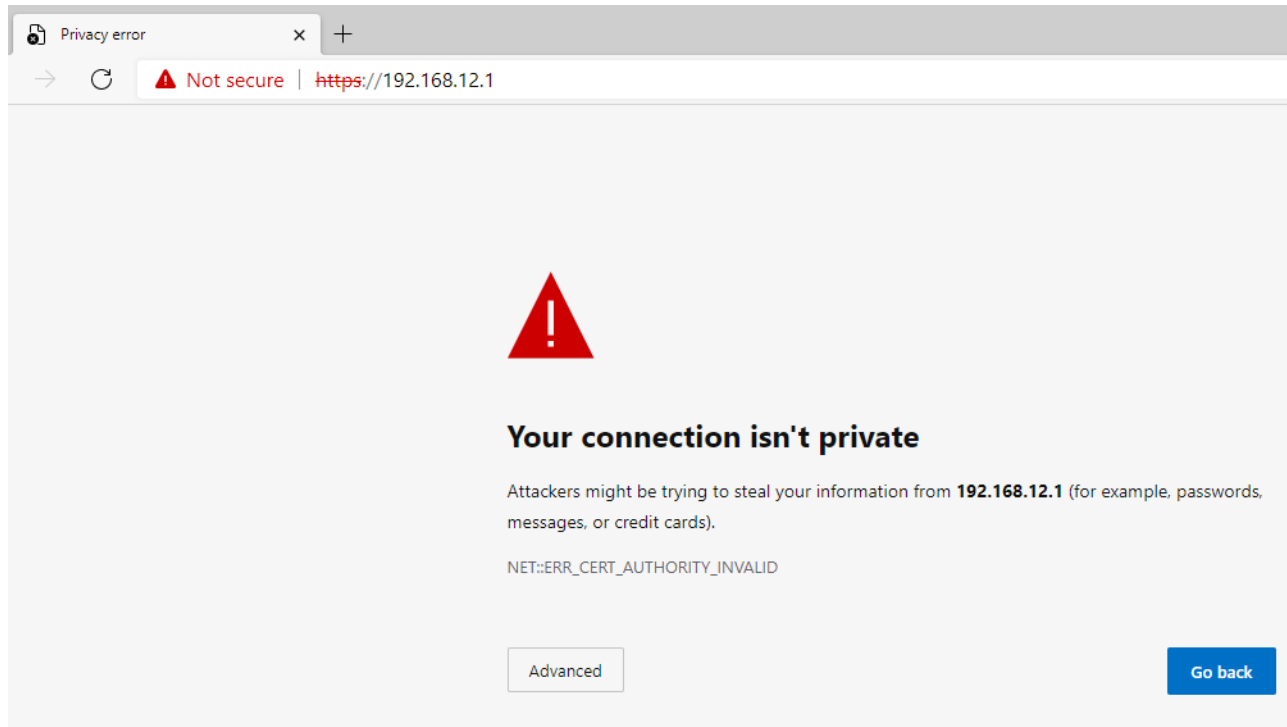 Privacy error
Not secure | https://192.168.12.1
Your connection isn't private
Attackers might be trying to steal your information from 192.168.12.1 (for example, passwords,
messages, or credit cards).
NET::ERR_CERT_AUTHORITY_INVALID
Advanced
Go back